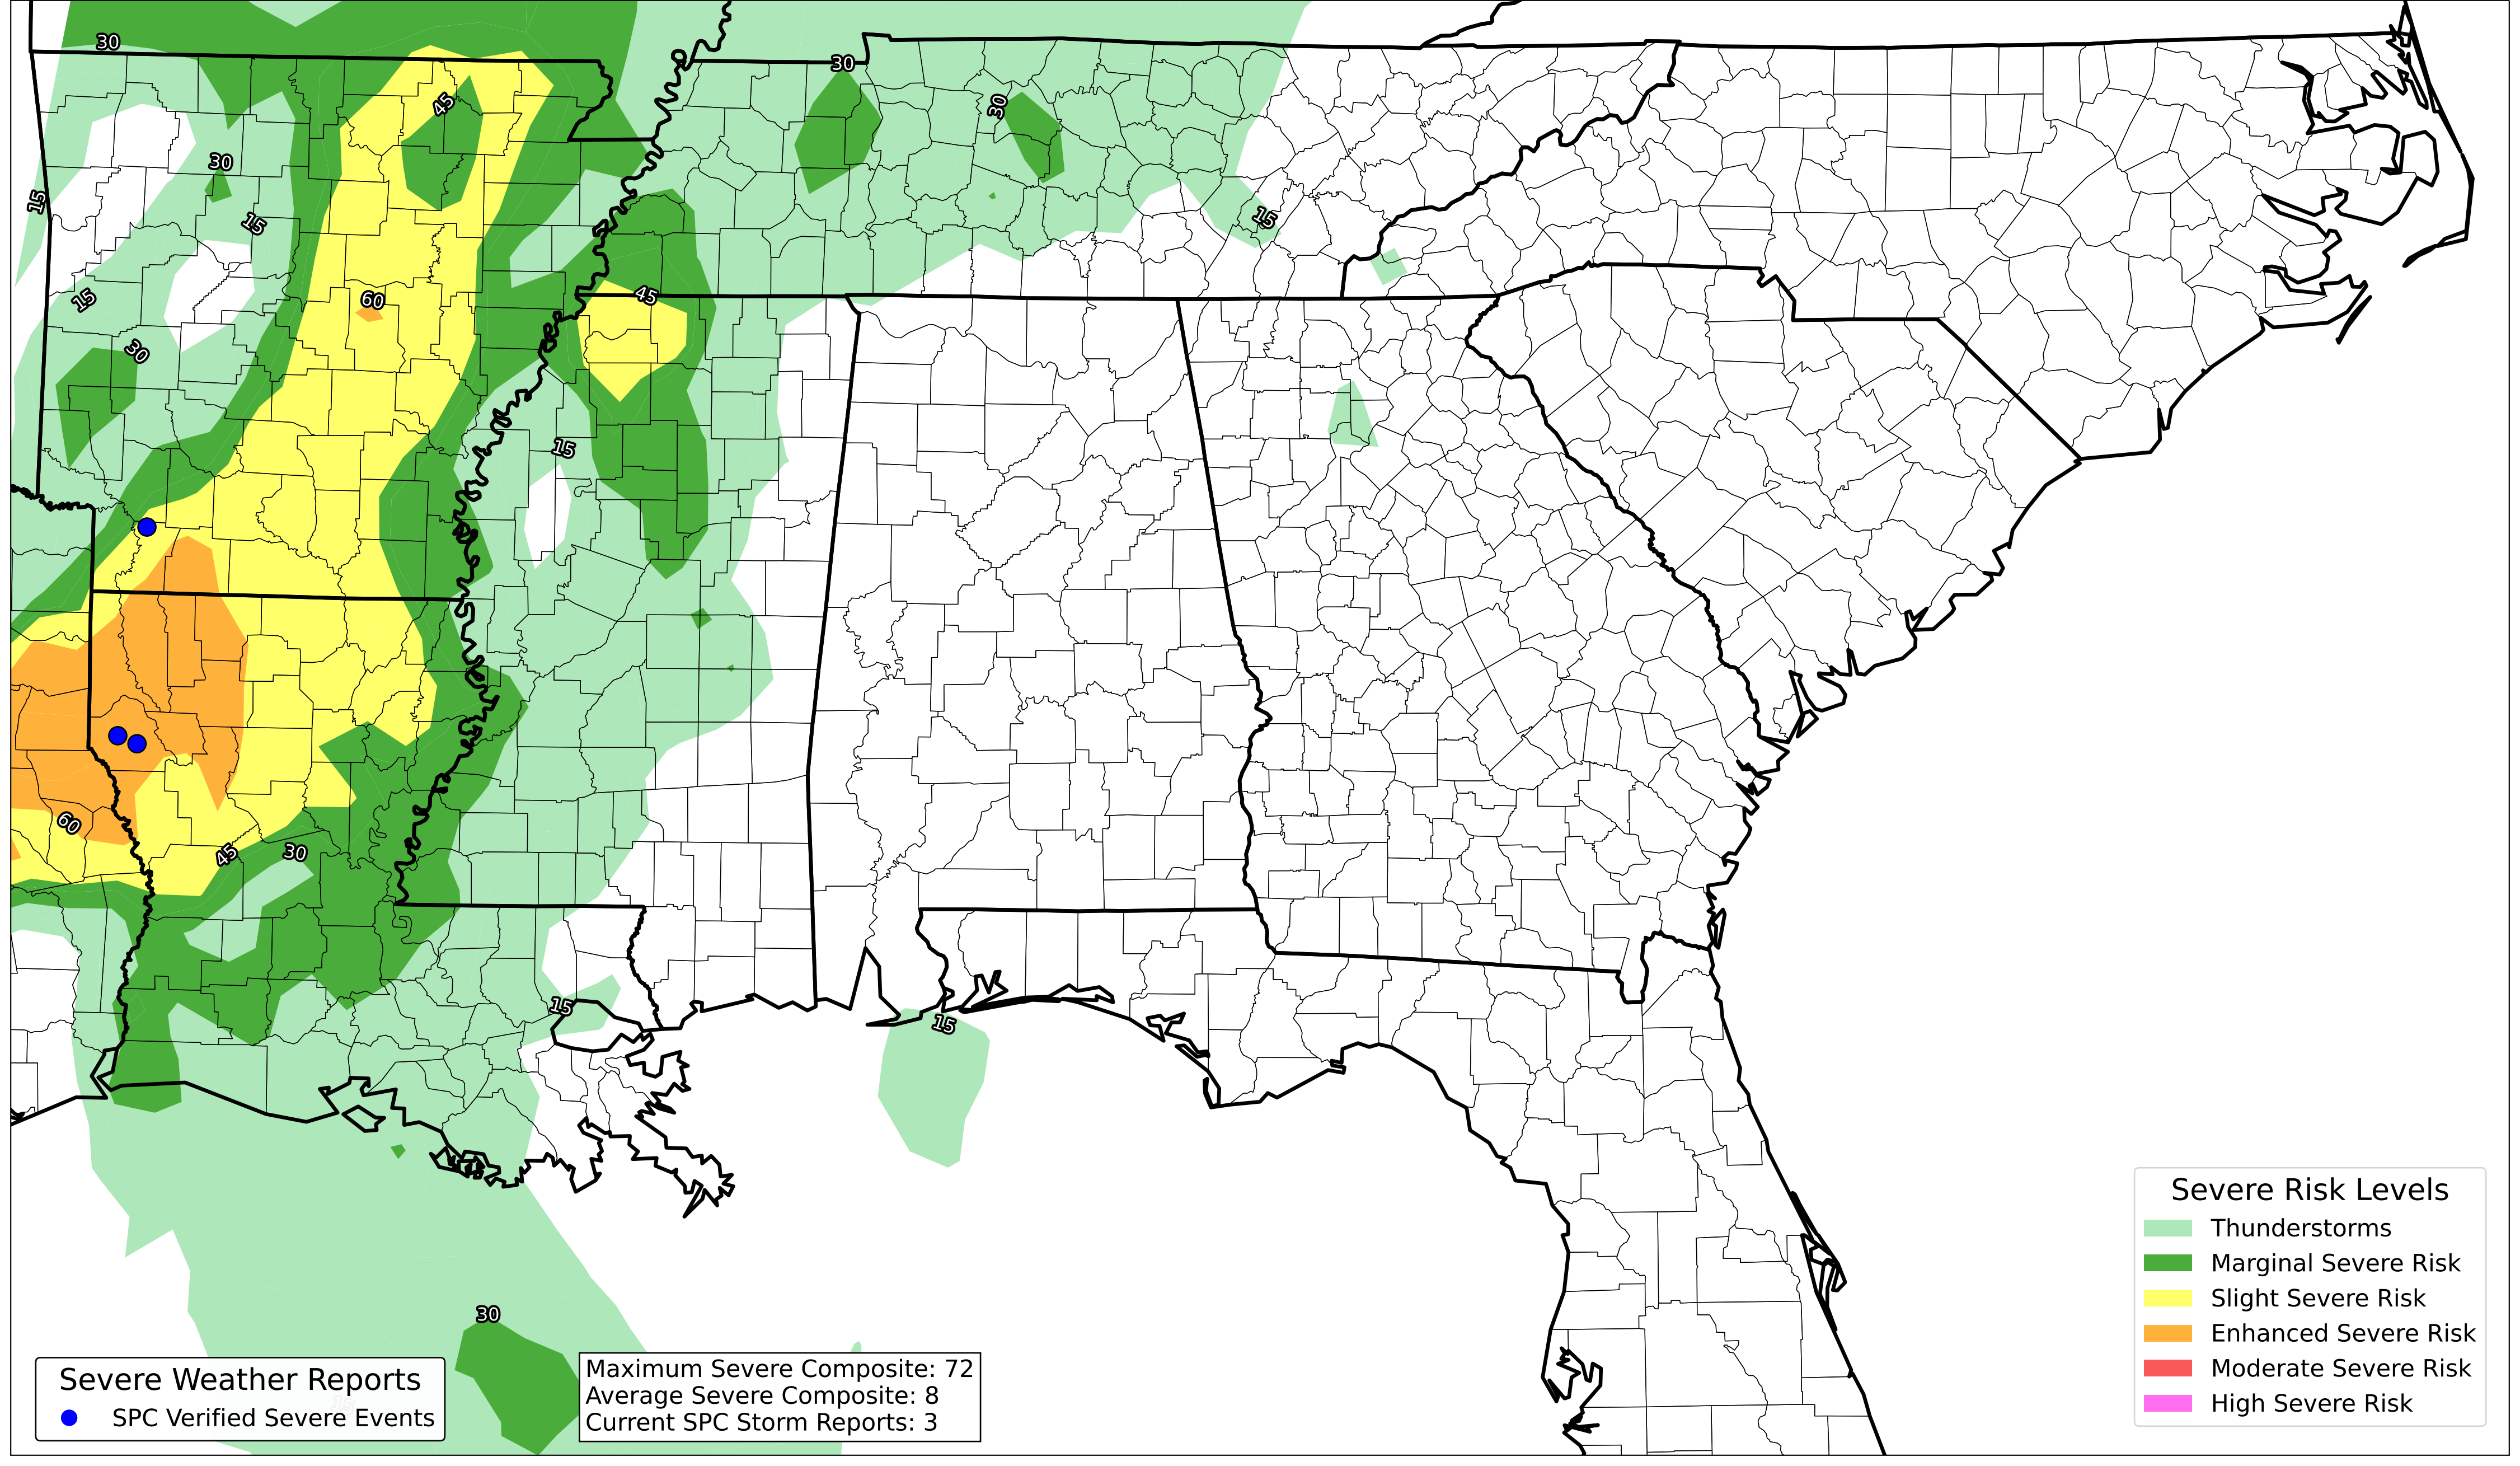 30
30
30
45
30
30
15
15
15
60
15
45
30
15
60
45
30
15
15
30
Severe Weather Reports
SPC Verified Severe Events
Maximum Severe Composite: 72
Average Severe Composite: 8
Current SPC Storm Reports: 3
Severe Risk Levels
Thunderstorms
Marginal Severe Risk
Slight Severe Risk
Enhanced Severe Risk
Moderate Severe Risk
High Severe Risk